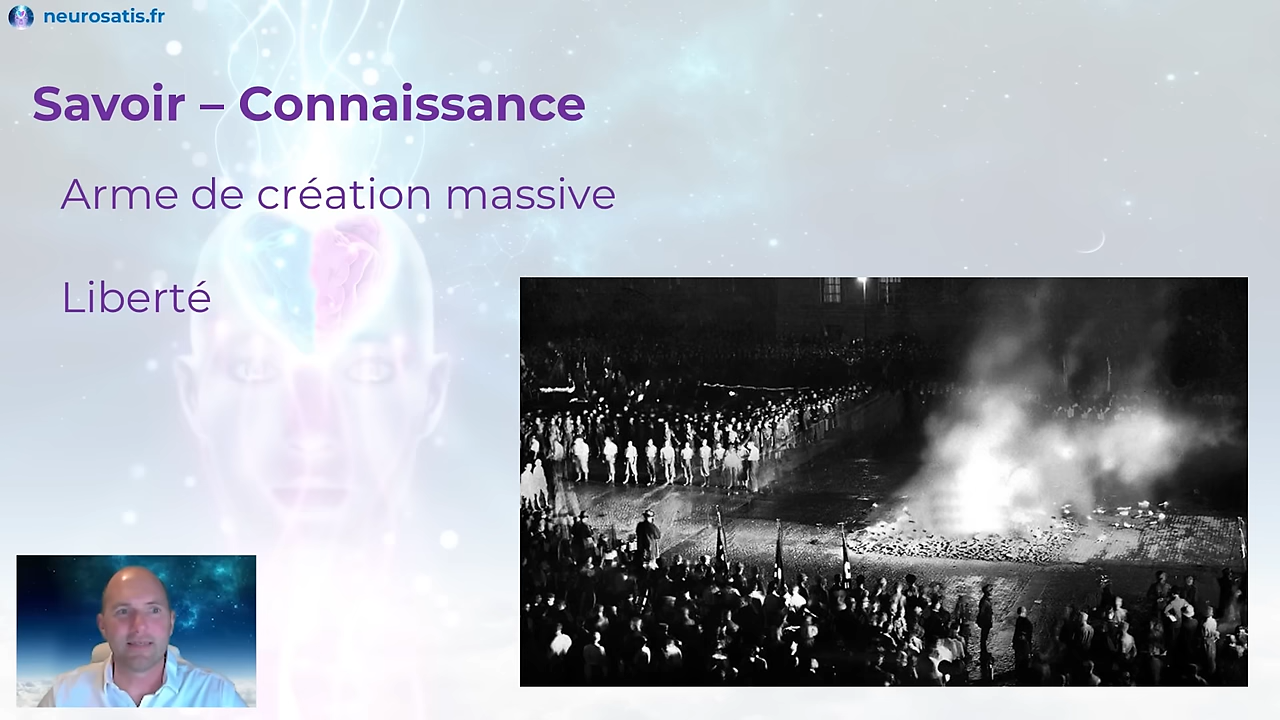 neurosatis.fr
Savoir – Connaissance
Arme de création massive
Liberté